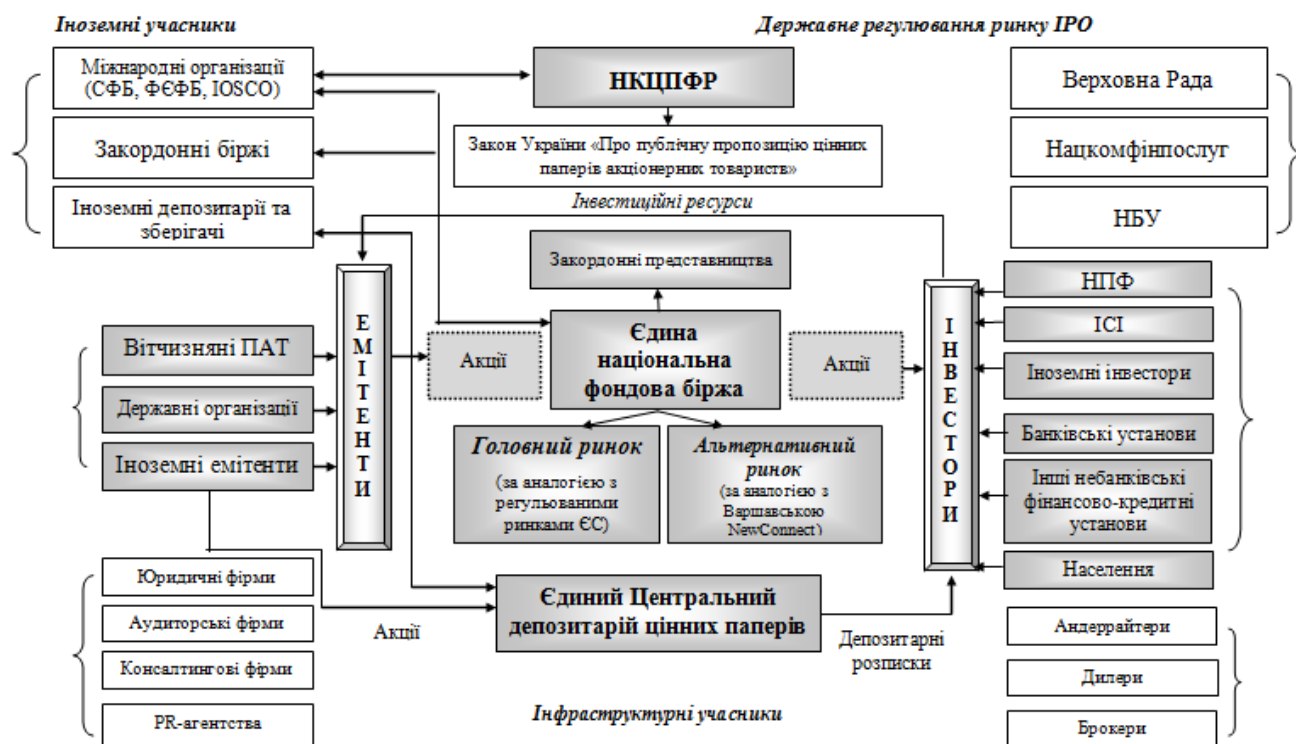 Іноземні учасники
Державне регулювання ринку ІРО
Міжнародні організації
(СФБ, ФЄФБ, IOSCO)
НКЦПФР
Верховна Рада
Закордонні біржі
Закон України «Про публічну пропозицію цінних
паперів акціонерних товариств»
Нацкомфінпослуг
Іноземні депозитарії та
зберігачі
Інвестиційні ресурси
НБУ
Закордонні представництва
Е
М
І
Т
Е
Н
Т
И
І
Н
В
Е
С
Т
О
Р
И
НПФ
ІСІ
Вітчизняні ПАТ
Акції
Єдина
національна
фондова біржа
Акції
Іноземні інвестори
Державні організації
Банківські установи
Іноземні емітенти
Головний ринок
(за аналогією з
регульованими
ринками ЄС)
Альтернативний
ринок
(за аналогією з
Варшавською
NewConnect)
Інші небанківські
фінансово-кредитні
установи
Населення
Юридичні фірми
Єдиний Центральний
депозитарій цінних паперів
Аудиторські фірми
Акції
Депозитарні
розписки
Андеррайтери
Консалтингові фірми
Дилери
PR-агентства
Інфраструктурні учасники
Брокери